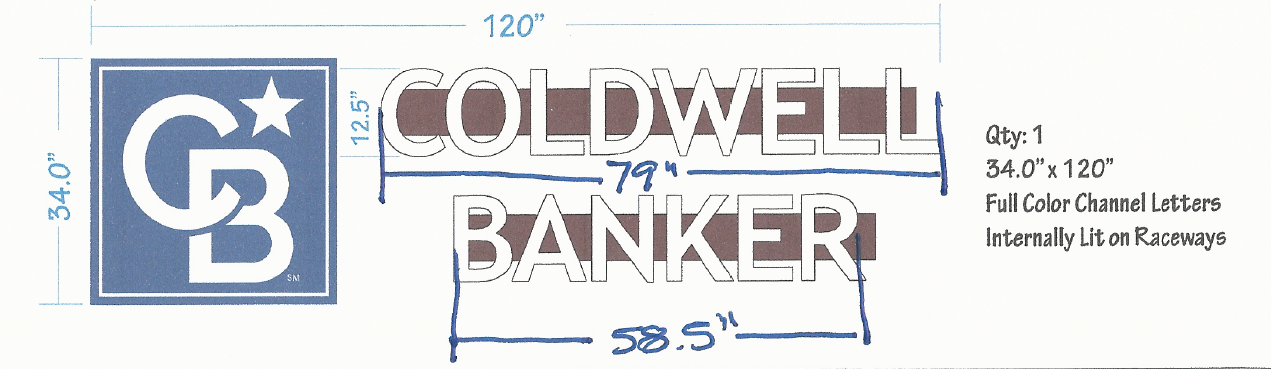 120”
34.0”
CB
SM
12.5”
COLDWELL
79"
BANKER
58.5"
Qty: 1
34.0” x 120”
Full Color Channel Letters
Internally Lit on Raceways